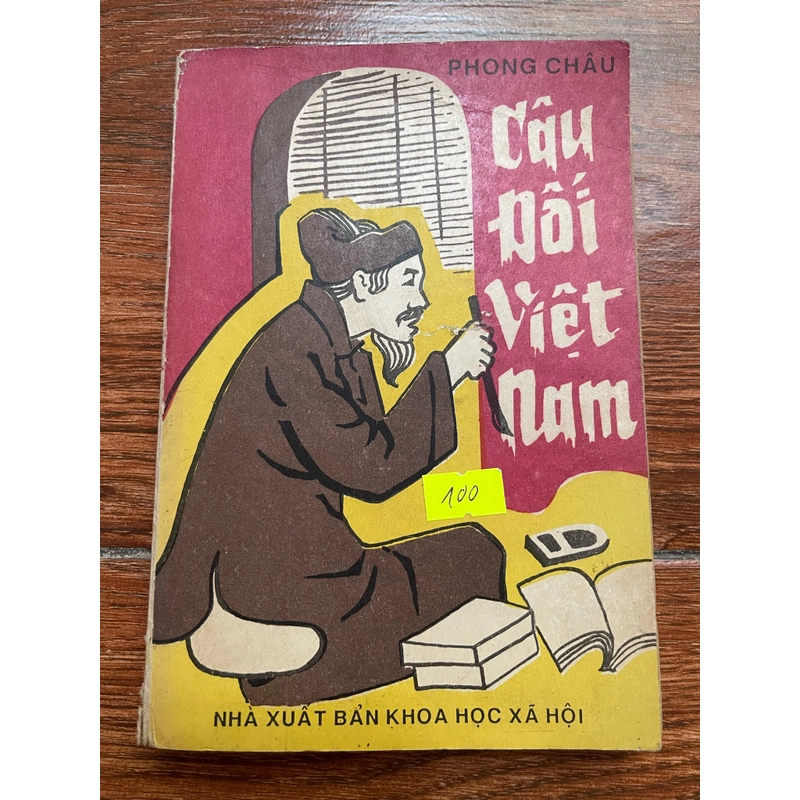 PHONG CHÂU
Câu
Đối
Việt
Nam
100
NHÀ XUẤT BẢN KHOA HỌC XÃ HỘI